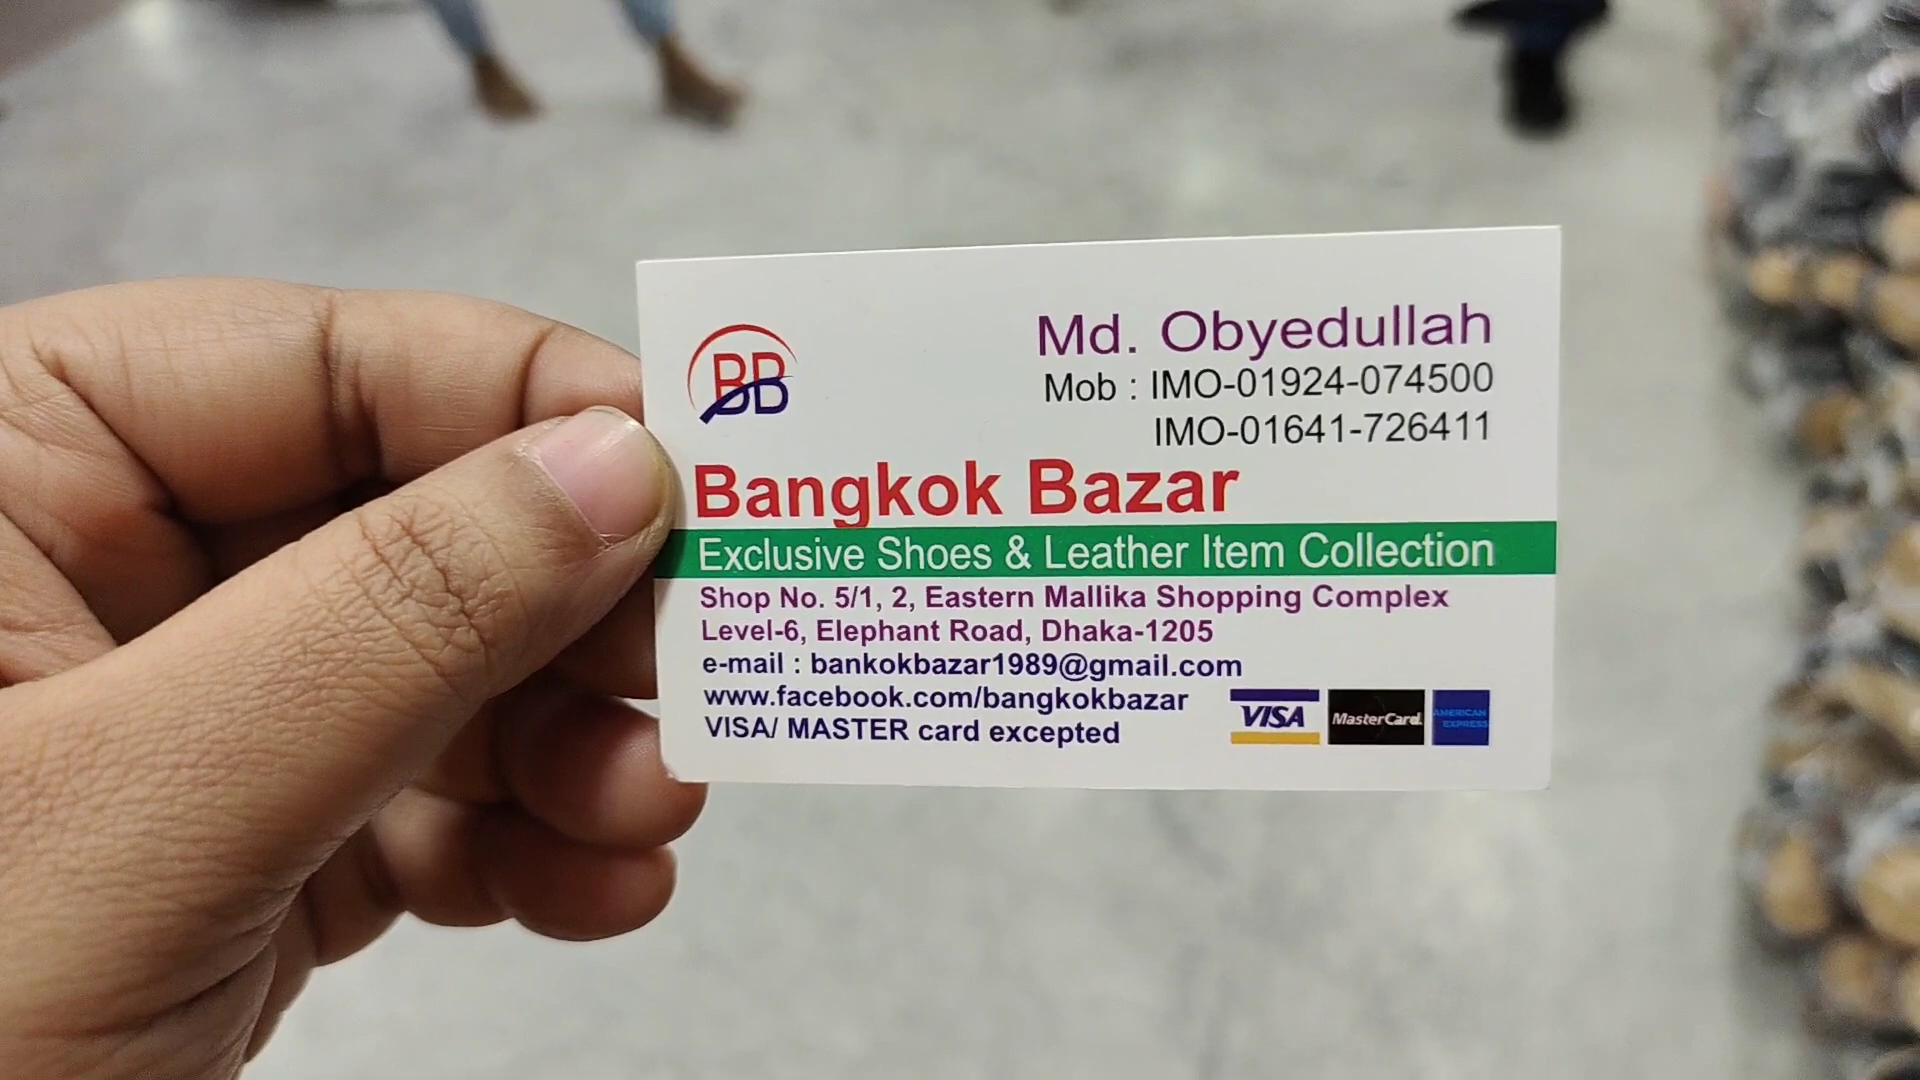 BB
Md. Obyedullah
Mob : IMO-01924-074500
IMO-01641-726411
Bangkok Bazar
Exclusive Shoes & Leather Item Collection
Shop No. 5/1, 2, Eastern Mallika Shopping Complex
Level-6, Elephant Road, Dhaka-1205
e-mail : bankokbazar1989@gmail.com
www.facebook.com/bangkokbazar
VISA/ MASTER card excepted
VISA MasterCard. AMERICAN EXPRESS